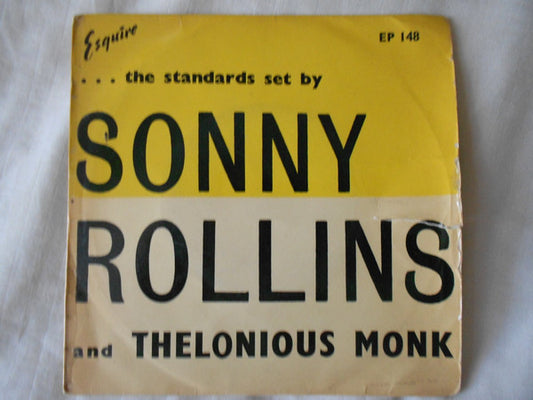 Esquire
EP 148
. . . the standards set by
SONNY
ROLLINS
and THELONIOUS MONK